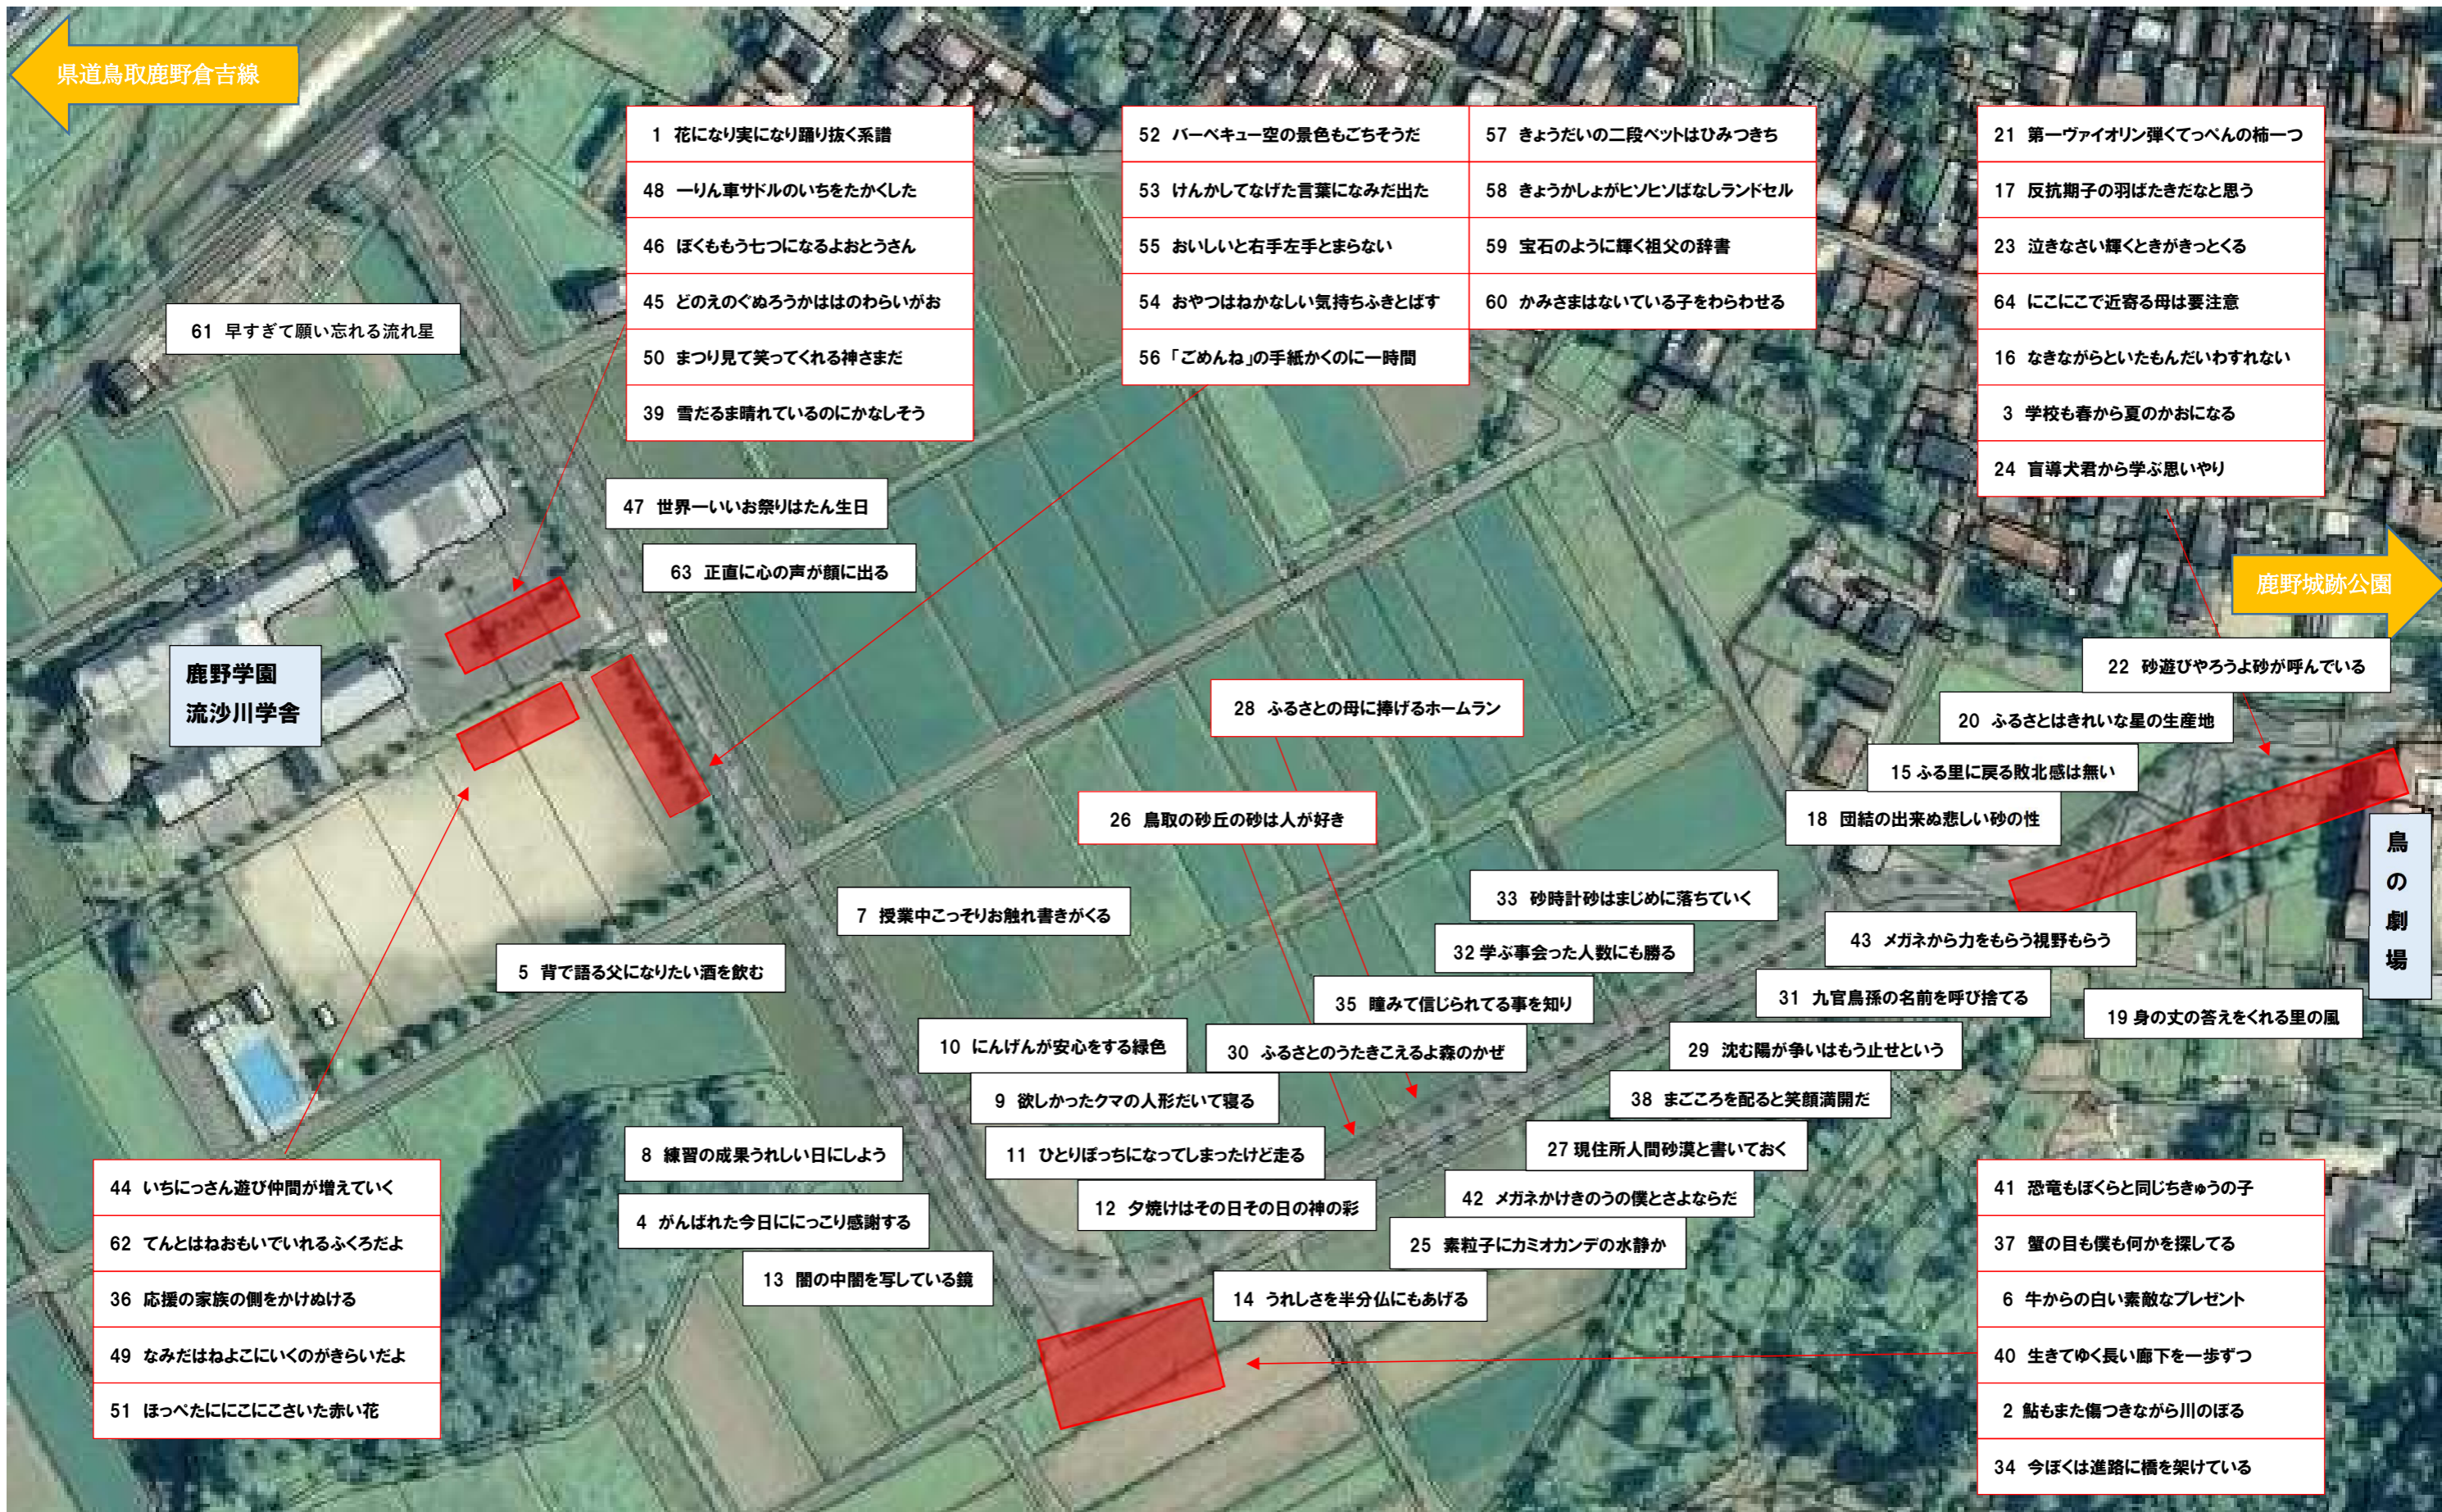 県道鳥取鹿野倉吉線
1 花になり実になり踊り抜く系譜
48 一りん車サドルのいちをたかくした
46 ぼくももう七つになるよおとうさん
45 どのえのぐぬろうかははのわらいがお
50 まつり見て笑ってくれる神さまだ
39 雪だるま晴れているのにかなしそう
52 バーベキュー空の景色もごちそうだ
53 けんかしてなげた言葉になみだ出た
55 おいしいと右手左手とまらない
54 おやつはねかなしい気持ちふきとばす
56 「ごめんね」の手紙かくのに一時間
57 きょうだいの二段ベットはひみつきち
58 きょうかしょがヒソヒソばなしランドセル
59 宝石のように輝く祖父の辞書
60 かみさまはないている子をわらわせる
21 第一ヴァイオリン弾くてっぺんの柿一つ
17 反抗期子の羽ばたきだなと思う
23 泣きなさい輝くときがきっとくる
64 にこにこで近寄る母は要注意
16 なきながらといたもんだいわすれない
3 学校も春から夏のかおになる
24 盲導犬君から学ぶ思いやり
61 早すぎて願い忘れる流れ星
47 世界一いいお祭りはたん生日
63 正直に心の声が顔に出る
鹿野城跡公園
鹿野学園
流沙川学舎
22 砂遊びやろうよ砂が呼んでいる
28 ふるさとの母に捧げるホームラン
20 ふるさとはきれいな星の生産地
15 ふる里に戻る敗北感は無い
26 鳥取の砂丘の砂は人が好き
18 団結の出来ぬ悲しい砂の性
鳥の劇場
33 砂時計砂はまじめに落ちていく
7 授業中こっそりお触れ書きがくる
43 メガネから力をもらう視野もらう
32 学ぶ事会った人数にも勝る
5 背で語る父になりたい酒を飲む
35 瞳みて信じられてる事を知り
31 九官鳥孫の名前を呼び捨てる
19 身の丈の答えをくれる里の風
10 にんげんが安心をする緑色
30 ふるさとのうたきこえるよ森のかぜ
29 沈む陽が争いはもう止せという
9 欲しかったクマの人形だいて寝る
38 まごころを配ると笑顔満開だ
8 練習の成果うれしい日にしよう
11 ひとりぼっちになってしまったけど走る
27 現住所人間砂漠と書いておく
4 がんばれた今日ににっこり感謝する
12 夕焼けはその日その日の神の彩
42 メガネかけきのうの僕とさよならだ
25 素粒子にカミオカンデの水静か
13 闇の中闇を写している鏡
14 うれしさを半分仏にもあげる
44 いちにっさん遊び仲間が増えていく
62 てんとはねおもいでいれるふくろだよ
36 応援の家族の側をかけぬける
49 なみだはねよこにいくのがきらいだよ
51 ほっぺたににこにこさいた赤い花
41 恐竜もぼくらと同じちきゅうの子
37 蟹の目も僕も何かを探してる
6 牛からの白い素敵なプレゼント
40 生きてゆく長い廊下を一歩ずつ
2 鮎もまた傷つきながら川のぼる
34 今ぼくは進路に橋を架けている